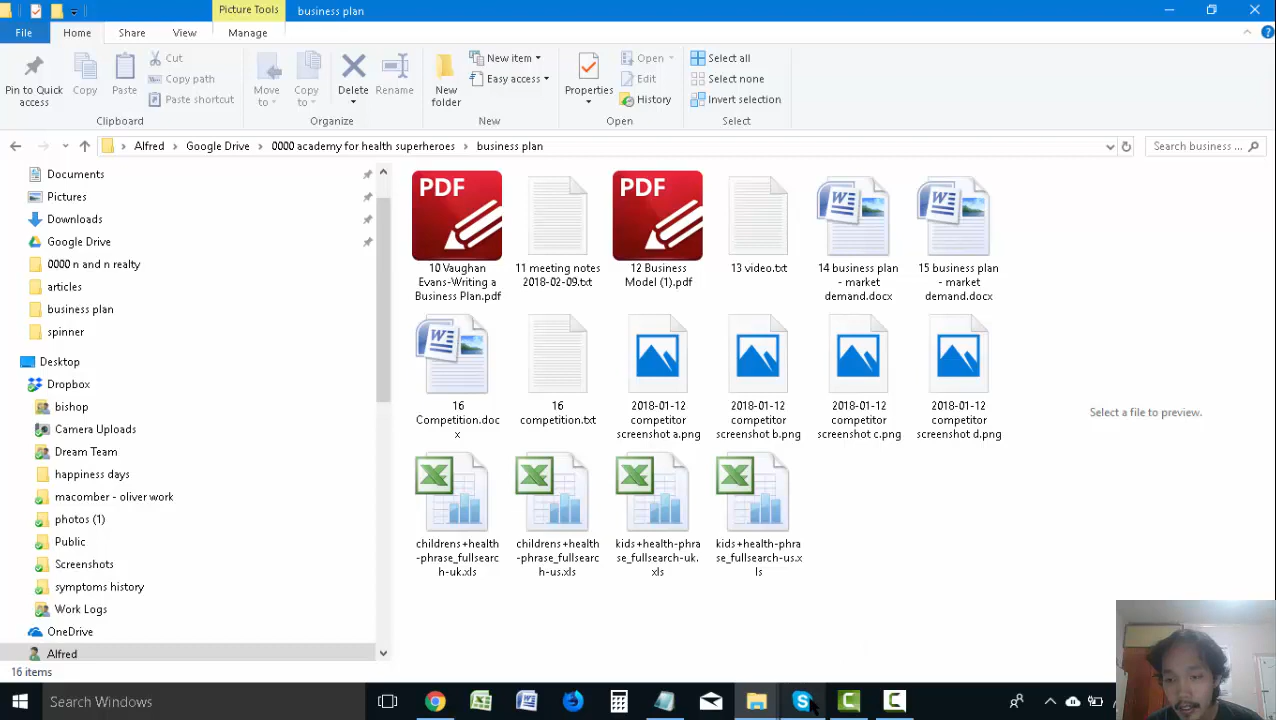 Picture Tools
business plan
File
Home
Share
View
Manage
Pin to Quick
access
Copy
Paste
Cut
Copy path
Paste shortcut
Clipboard
Move
to
Copy
to
Delete
Rename
Organize
New
folder
New item
Easy access
New
Properties
Open
Edit
History
Open
Select all
Select none
Invert selection
Select
Alfred
Google Drive
0000 academy for health superheroes
business plan
Search business ...
Documents
Pictures
Downloads
Google Drive
0000 n and n realty
articles
business plan
spinner
Desktop
Dropbox
bishop
Camera Uploads
Dream Team
happiness days
macomber - oliver work
photos (1)
Public
Screenshots
symptoms history
Work Logs
OneDrive
Alfred
PDF
10 Vaughan
Evans-Writing a
Business Plan.pdf
11 meeting notes
2018-02-09.txt
PDF
12 Business
Model (1).pdf
13 video.txt
14 business plan
- market
demand.docx
15 business plan
- market
demand.docx
16
Competition.doc
x
16
competition.txt
2018-01-12
competitor
screenshot a.png
2018-01-12
competitor
screenshot b.png
2018-01-12
competitor
screenshot c.png
2018-01-12
competitor
screenshot d.png
childrens+health
-phrase_fullsearc
h-uk.xls
childrens+health
-phrase_fullsearc
h-us.xls
kids+health-phra
se_fullsearch-uk.
xls
kids+health-phra
se_fullsearch-us.x
ls
Select a file to preview.
16 items
Search Windows